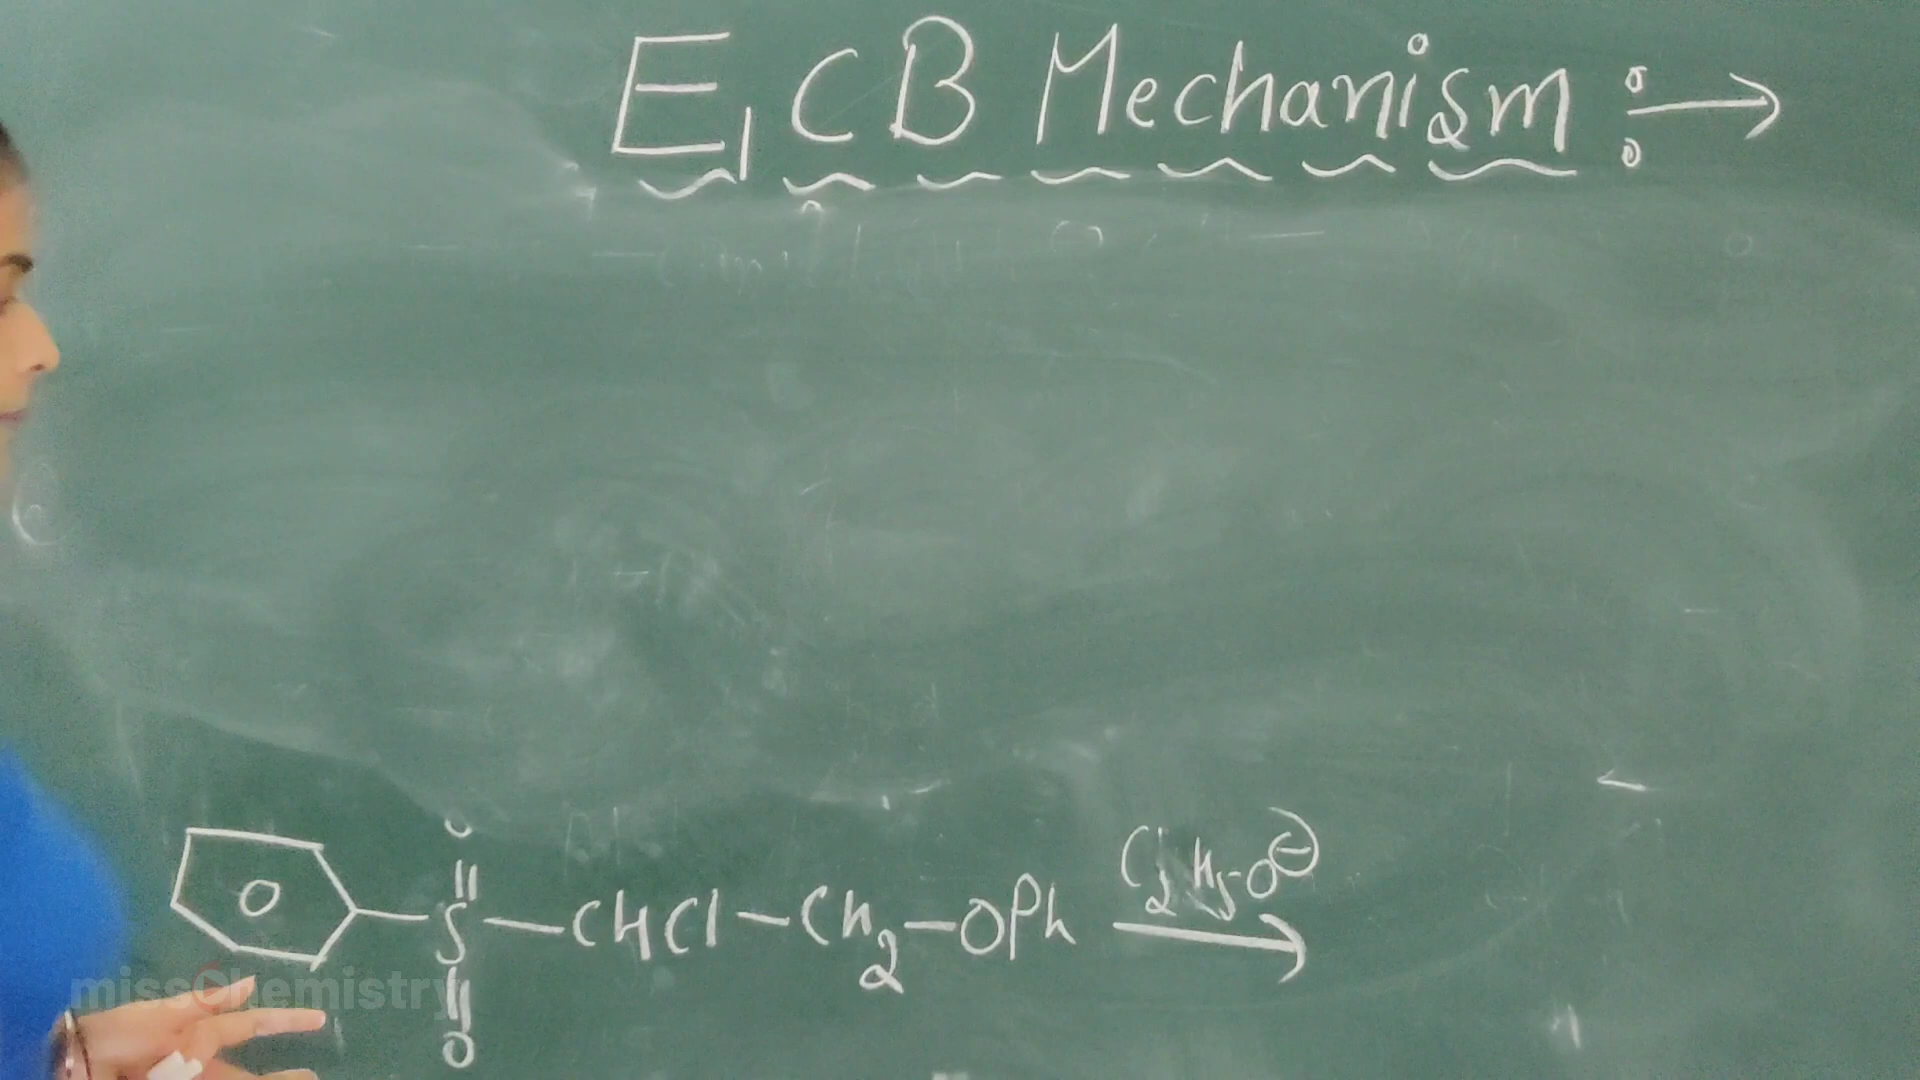 E1CB Mechanism :→
O
||
C2H5-O⊖
O S—CHCl—CH2—OPh →
||
O
missChemistry